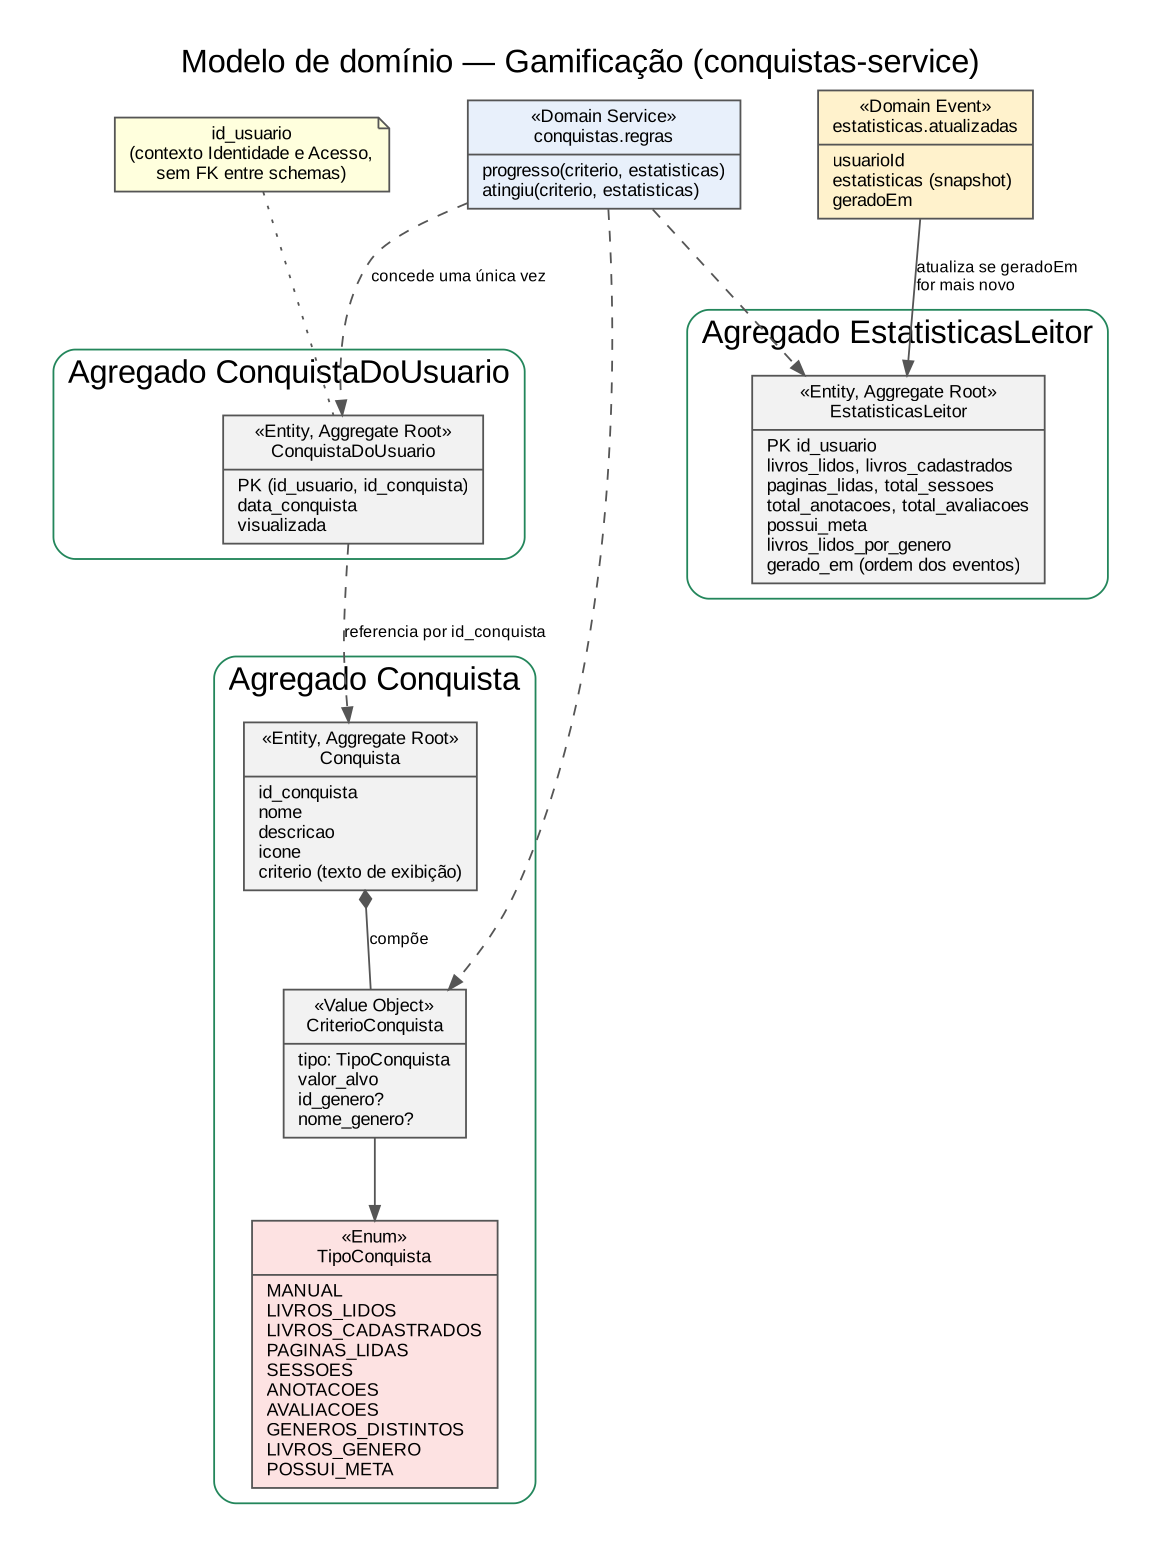 Modelo de domínio — Gamificação (conquistas-service)
id_usuario
(contexto Identidade e Acesso,
sem FK entre schemas)
«Domain Service»
conquistas.regras
progresso(criterio, estatisticas)
atingiu(criterio, estatisticas)
«Domain Event»
estatisticas.atualizadas
usuarioId
estatisticas (snapshot)
geradoEm
concede uma única vez
atualiza se geradoEm
for mais novo
Agregado ConquistaDoUsuario
«Entity, Aggregate Root»
ConquistaDoUsuario
PK (id_usuario, id_conquista)
data_conquista
visualizada
Agregado EstatisticasLeitor
«Entity, Aggregate Root»
EstatisticasLeitor
PK id_usuario
livros_lidos, livros_cadastrados
paginas_lidas, total_sessoes
total_anotacoes, total_avaliacoes
possui_meta
livros_lidos_por_genero
gerado_em (ordem dos eventos)
referencia por id_conquista
Agregado Conquista
«Entity, Aggregate Root»
Conquista
id_conquista
nome
descricao
icone
criterio (texto de exibição)
compõe
«Value Object»
CriterioConquista
tipo: TipoConquista
valor_alvo
id_genero?
nome_genero?
«Enum»
TipoConquista
MANUAL
LIVROS_LIDOS
LIVROS_CADASTRADOS
PAGINAS_LIDAS
SESSOES
ANOTACOES
AVALIACOES
GENEROS_DISTINTOS
LIVROS_GENERO
POSSUI_META